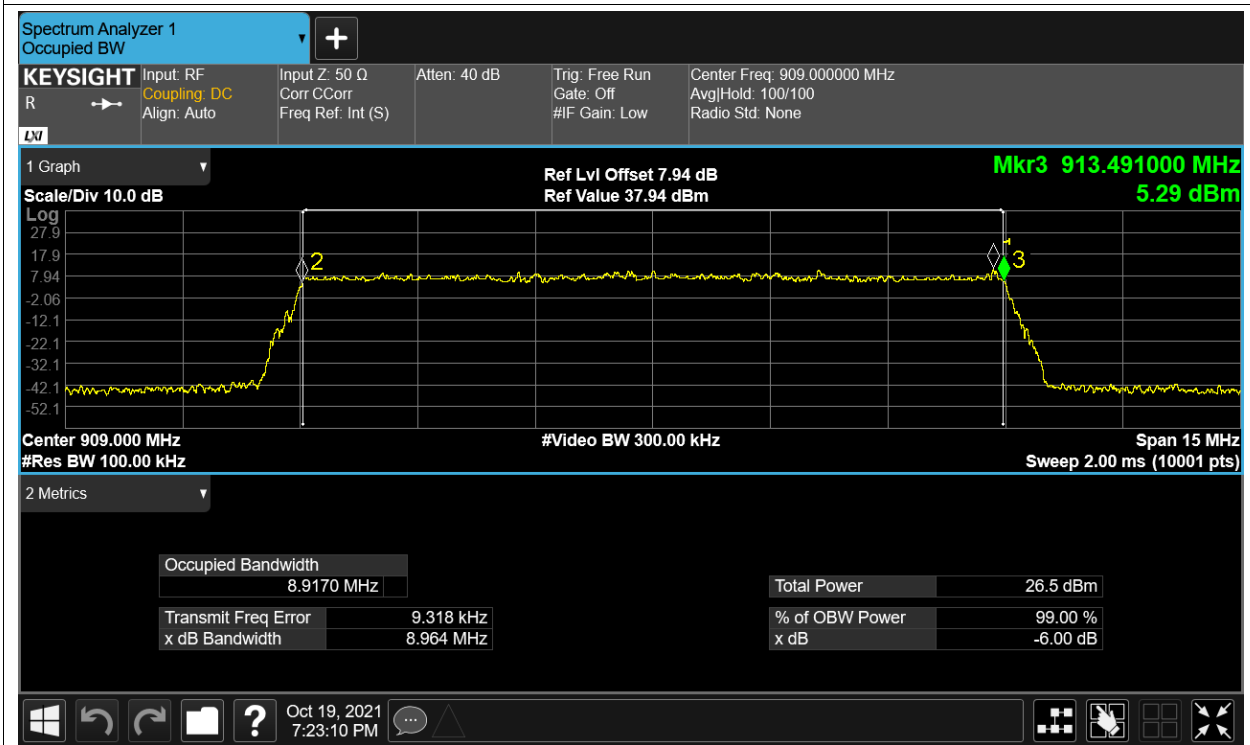 Spectrum Analyzer 1
Occupied BW
KEYSIGHT
R
LXI
Input: RF
Coupling: DC
Align: Auto
Input Z: 50 Ω
Corr CCorr
Freq Ref: Int (S)
Atten: 40 dB
Trig: Free Run
Gate: Off
#IF Gain: Low
Center Freq: 909.000000 MHz
Avg|Hold: 100/100
Radio Std: None
1 Graph
Scale/Div 10.0 dB
Ref Lvl Offset 7.94 dB
Ref Value 37.94 dBm
Mkr3 913.491000 MHz
5.29 dBm
Log
27.9
17.9
7.94
-2.06
-12.1
-22.1
-32.1
-42.1
-52.1
2
1
3
Center 909.000 MHz
#Video BW 300.00 kHz
Span 15 MHz
#Res BW 100.00 kHz
Sweep 2.00 ms (10001 pts)
2 Metrics
Occupied Bandwidth
8.9170 MHz
Transmit Freq Error 9.318 kHz
x dB Bandwidth 8.964 MHz
Total Power 26.5 dBm
% of OBW Power 99.00 %
x dB -6.00 dB
?
Oct 19, 2021
7:23:10 PM